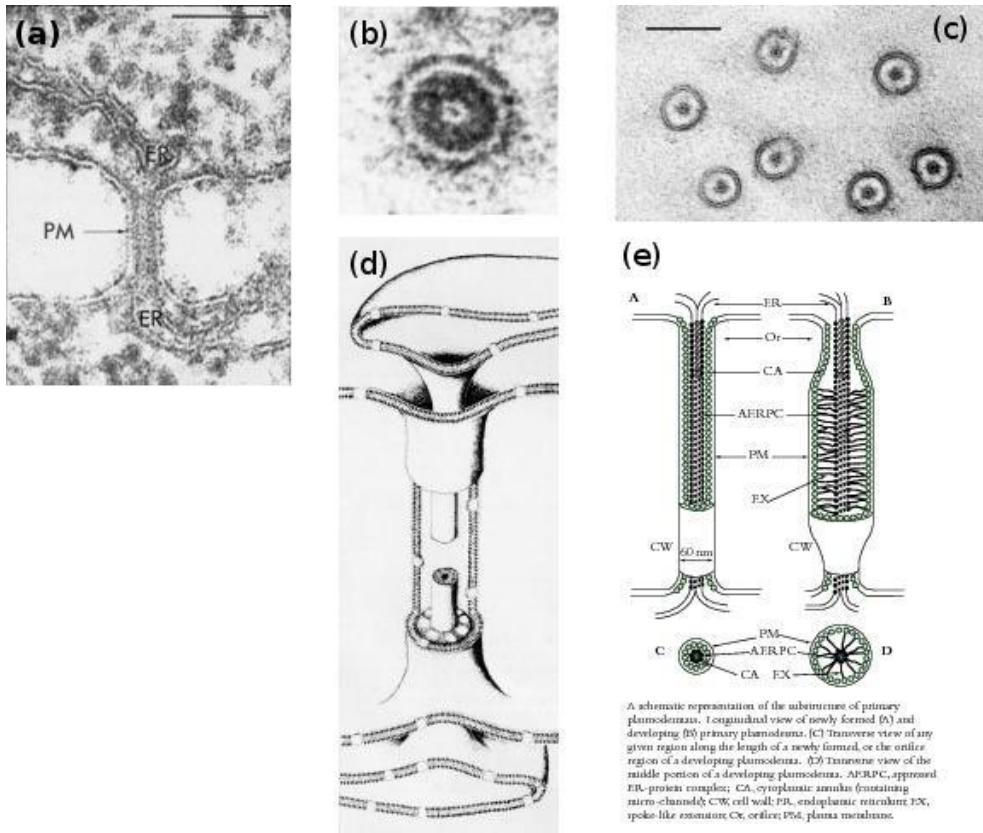 (a)
(b)
(c)
ER
PM
ER
(d)
(e)
A
ER
B
Or
CA
AERPC
PM
EX
CW
60 nm
CW
C
PM
AERPC
CA
EX
D
A schematic representation of the substructure of primary
plasmodemata. Longitudinal view of newly formed (A) and
developing (B) primary plasmodesma. (C) Transverse view of any
given region along the length of a newly formed, or the orifice
region of a developing plasmodesma. (D) Transverse view of the
middle portion of a developing plasmodesma. AERPC, appressed
ER-protein complex; CA, cytoplasmic annulus (containing
micro-channels); CW, cell wall; ER, endoplasmic reticulum; EX,
spoke-like extension; Or, orifice; PM, plasma membrane.